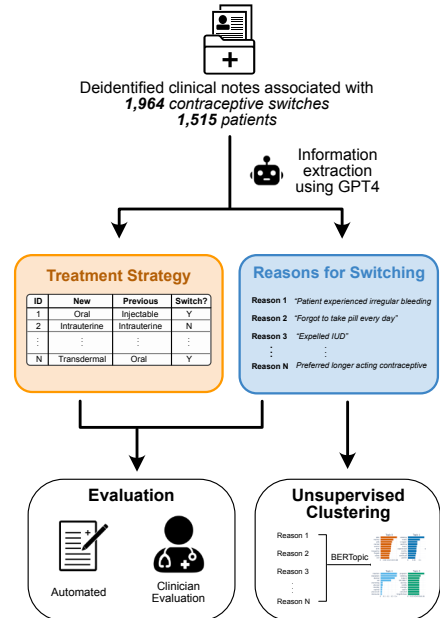 Deidentified clinical notes associated with
1,964 contraceptive switches
1,515 patients
Information
extraction
using GPT4
Treatment Strategy
ID New Previous Switch?
1 Oral Injectable Y
2 Intrauterine Intrauterine N
⋮ ⋮ ⋮
N Transdermal Oral Y
Reasons for Switching
Reason 1 "Patient experienced irregular bleeding
Reason 2 "Forgot to take pill every day"
Reason 3 "Expelled IUD"
⋮ ⋮
Reason N "Preferred longer acting contraceptive
Evaluation
Automated
Clinician
Evaluation
Unsupervised
Clustering
Reason 1
Reason 2
Reason 3
⋮
Reason N
BERTopic